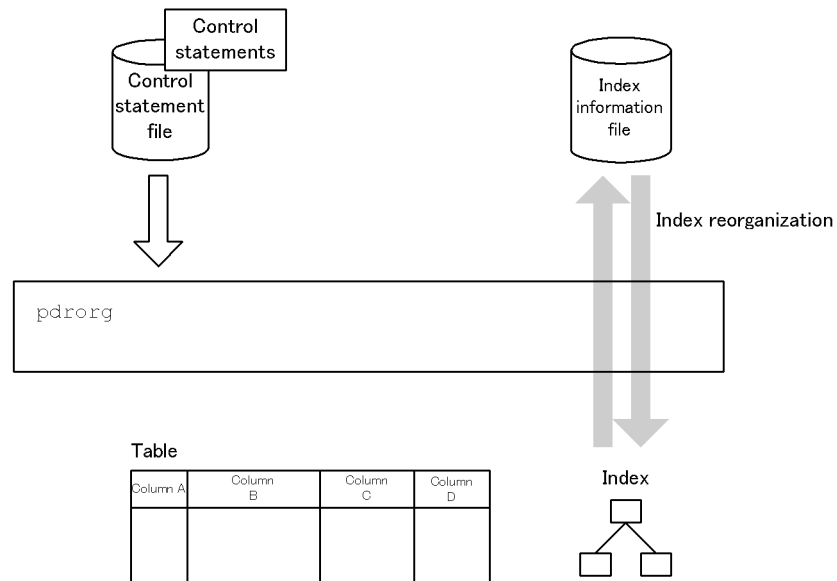 Control
statements
Control
statement
file
Index
information
file
Index reorganization
pdrorg
Table
Column A
Column
B
Column
C
Column
D
Index